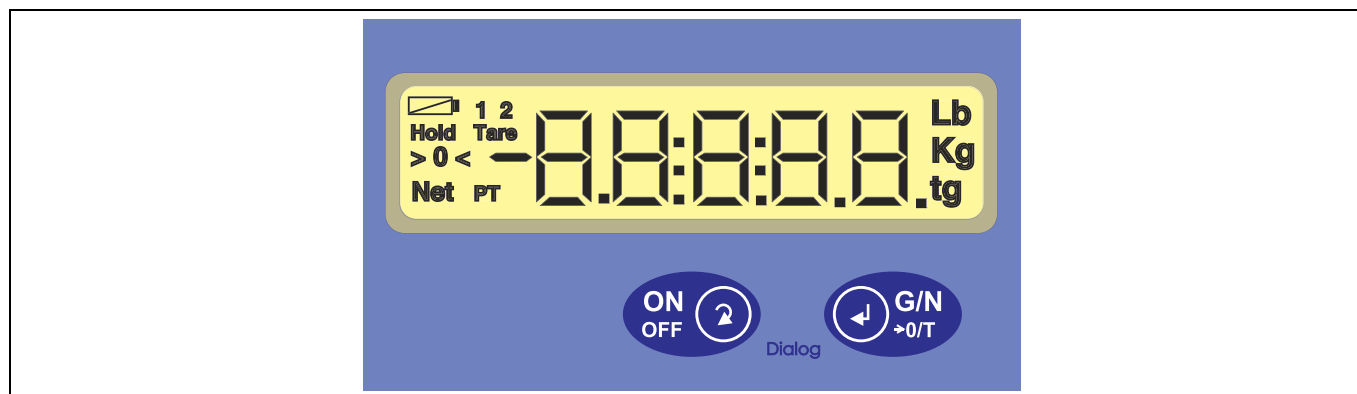 1 2
Hold Tare
> 0 <
Net PT
-8.8:8:8.8.
Lb
Kg
tg
ON
OFF
G/N
→0/T
Dialog